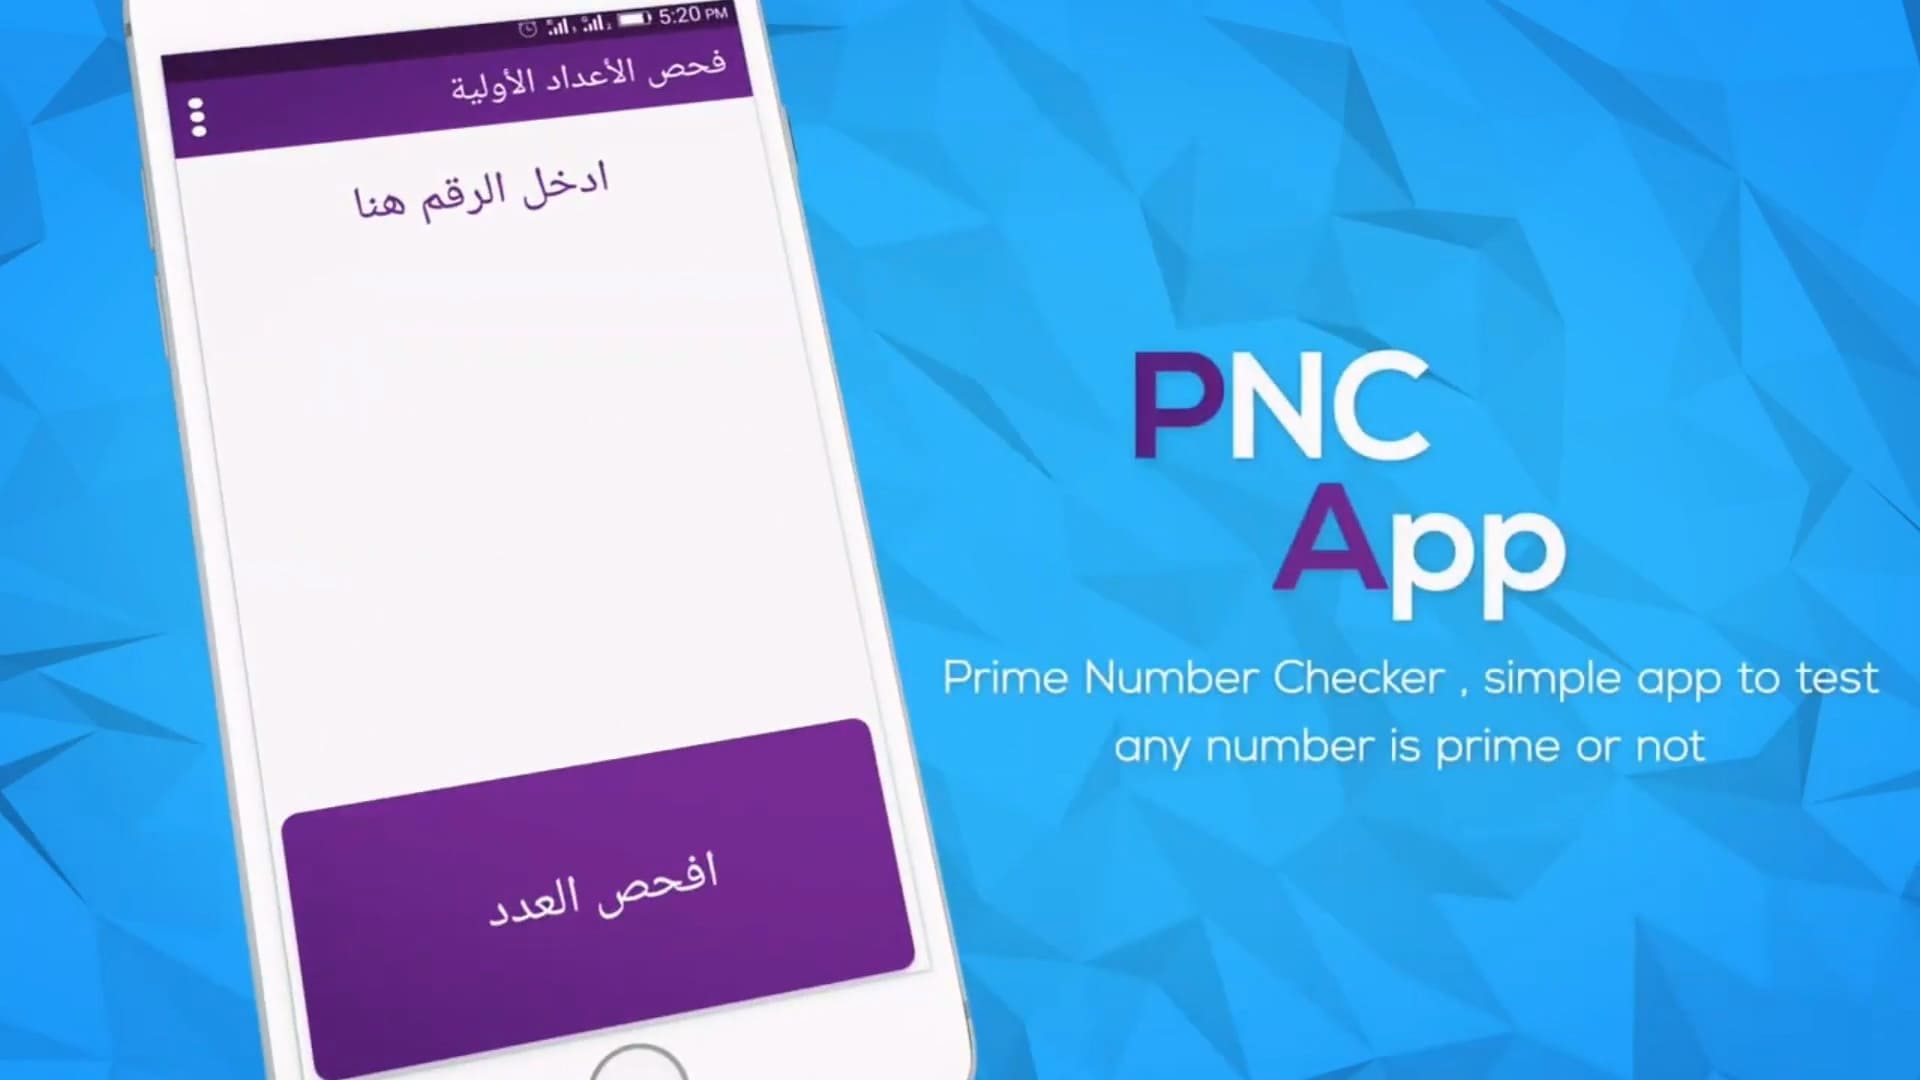 5:20 PM
فحص الأعداد الأولية
ادخل الرقم هنا
افحص العدد
PNC
App
Prime Number Checker , simple app to test
any number is prime or not